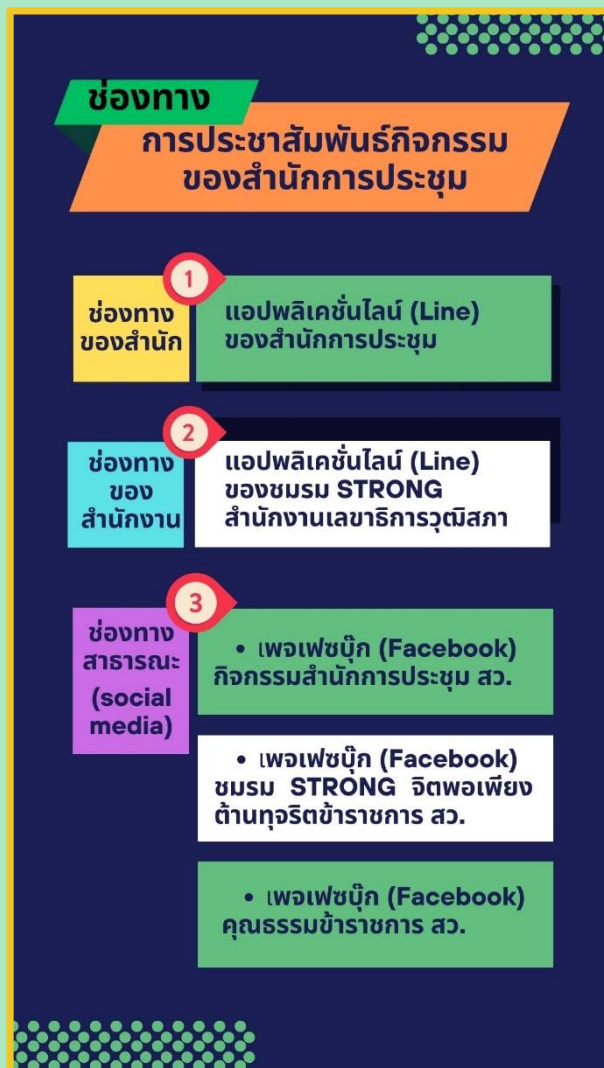 ช่องทาง
การประชาสัมพันธ์กิจกรรม
ของสำนักการประชุม
1
ช่องทาง
ของสำนัก
แอปพลิเคชั่นไลน์ (Line)
ของสำนักการประชุม
2
ช่องทาง
ของ
สำนักงาน
แอปพลิเคชั่นไลน์ (Line)
ของชมรม STRONG
สำนักงานเลขาธิการวุฒิสภา
3
ช่องทาง
สาธารณะ
(social
media)
• เพจเฟซบุ๊ก (Facebook)
กิจกรรมสำนักการประชุม สว.
• เพจเฟซบุ๊ก (Facebook)
ชมรม STRONG จิตพอเพียง
ต้านทุจริตข้าราชการ สว.
• เพจเฟซบุ๊ก (Facebook)
คุณธรรมข้าราชการ สว.